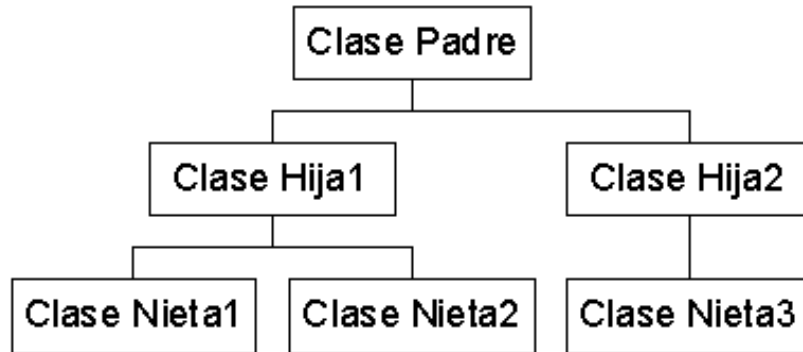 Clase Padre
Clase Hija1
Clase Hija2
Clase Nieta1
Clase Nieta2
Clase Nieta3